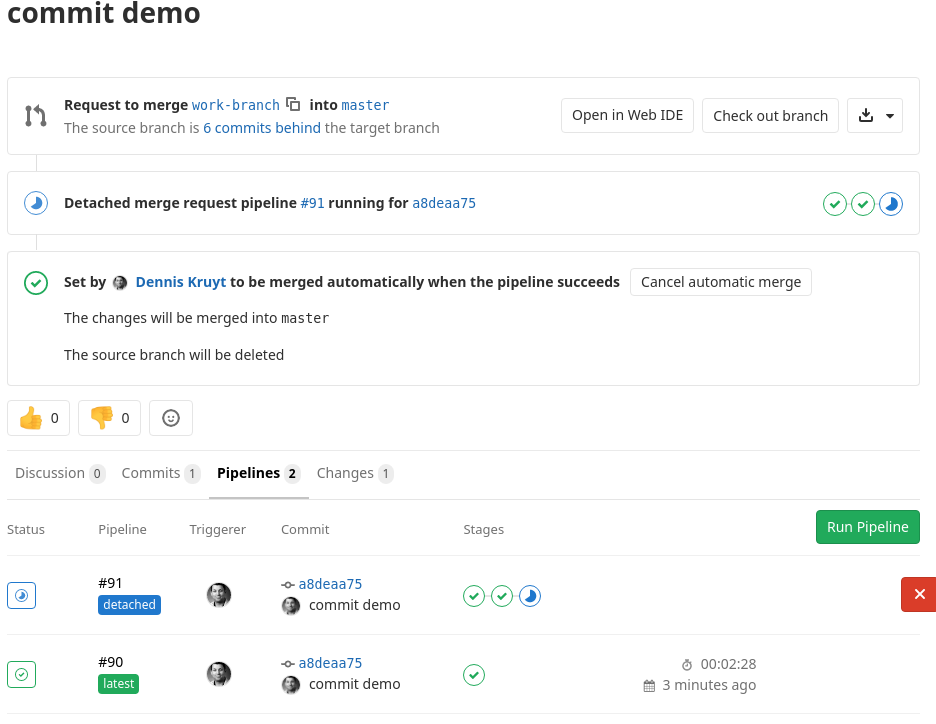 commit demo
Request to merge work-branch into master
The source branch is 6 commits behind the target branch
Open in Web IDE
Check out branch
Detached merge request pipeline #91 running for a8deaa75
Set by Dennis Kruyt to be merged automatically when the pipeline succeeds
Cancel automatic merge
The changes will be merged into master
The source branch will be deleted
0
0
Discussion 0 Commits 1 Pipelines 2 Changes 1
Status Pipeline Triggerer Commit Stages
Run Pipeline
#91
detached
a8deaa75
commit demo
#90
latest
a8deaa75
commit demo
00:02:28
3 minutes ago